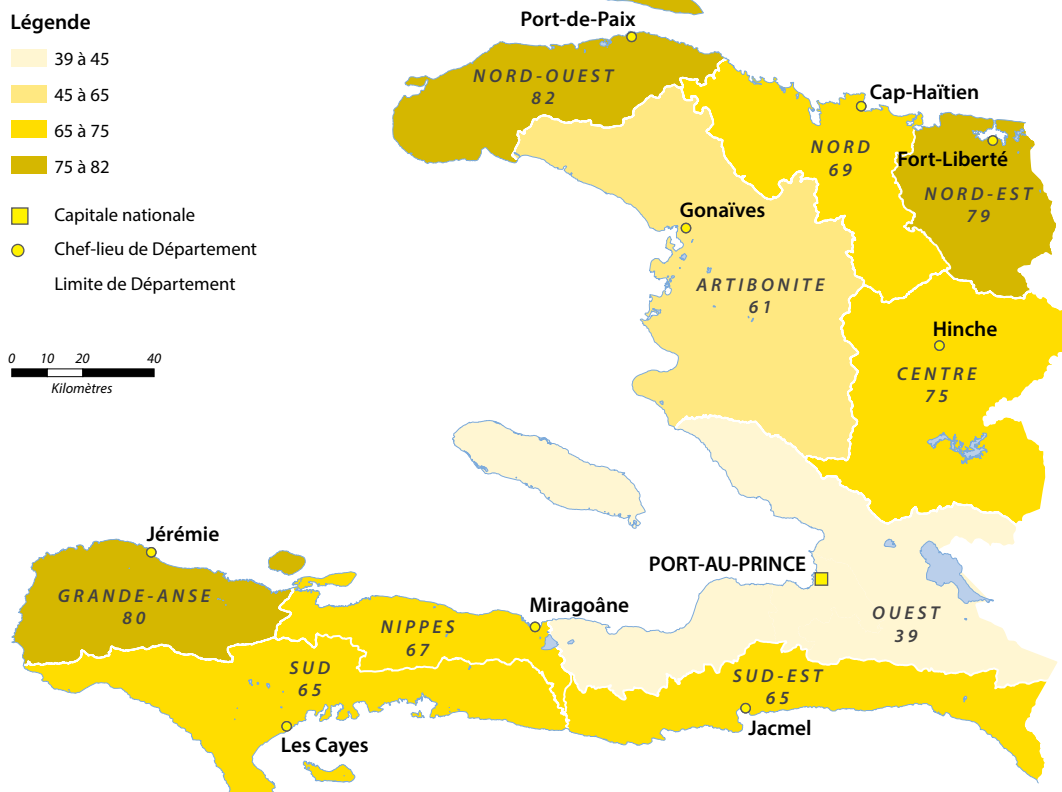 Légende
39 à 45
45 à 65
65 à 75
75 à 82
Capitale nationale
Chef-lieu de Département
Limite de Département
0 10 20 40
Kilomètres
Port-de-Paix
NORD-OUEST
82
Cap-Haïtien
NORD
69
Fort-Liberté
NORD-EST
79
Gonaïves
ARTIBONITE
61
Hinche
CENTRE
75
Jérémie
GRANDE-ANSE
80
PORT-AU-PRINCE
OUEST
39
Miragoâne
NIPPES
67
SUD
65
Les Cayes
SUD-EST
65
Jacmel